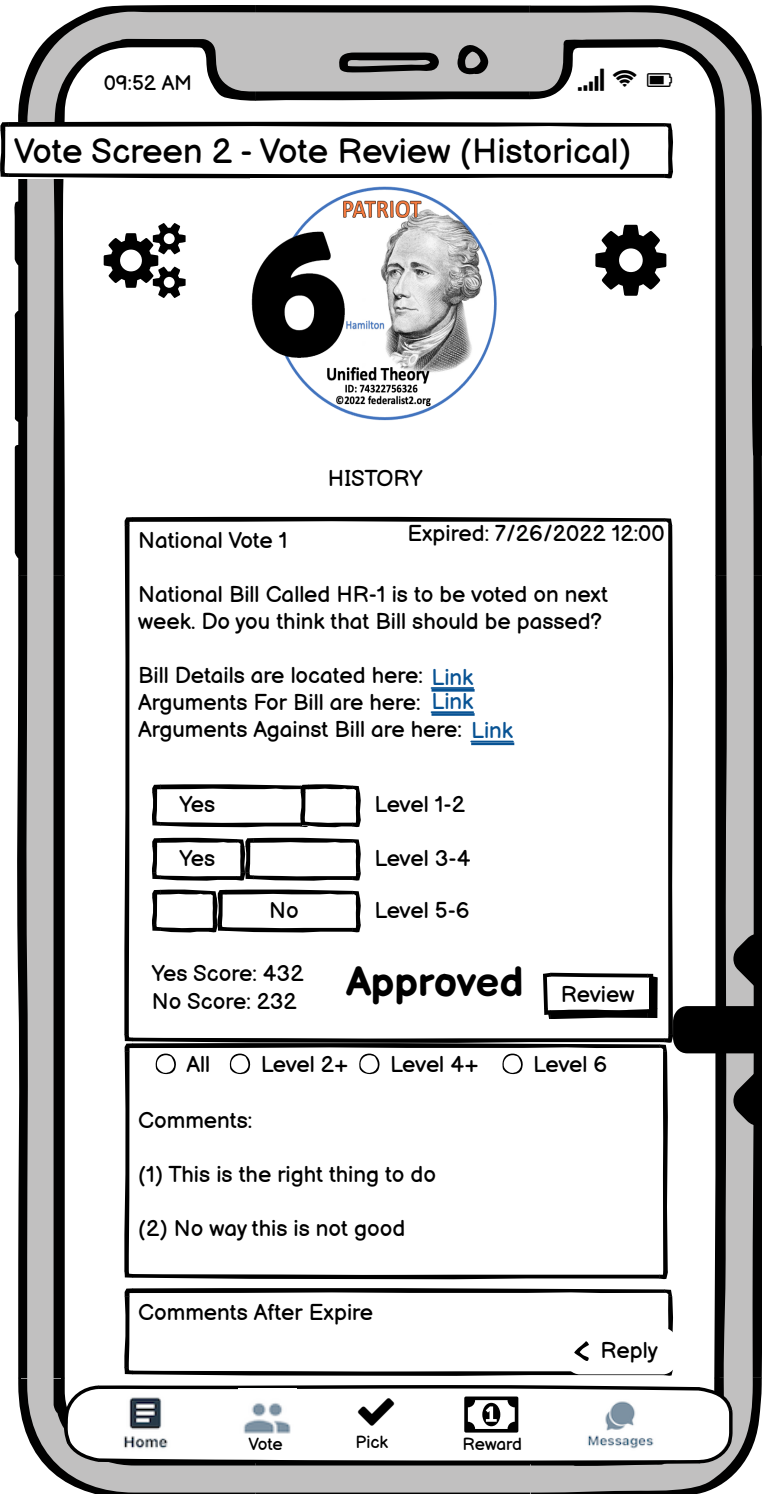 09:52 AM
Vote Screen 2 - Vote Review (Historical)
PATRIOT
6
Hamilton
Unified Theory
ID: 74322756326
©2022 federalist2.org
HISTORY
National Vote 1 Expired: 7/26/2022 12:00
National Bill Called HR-1 is to be voted on next
week. Do you think that Bill should be passed?
Bill Details are located here: Link
Arguments For Bill are here: Link
Arguments Against Bill are here: Link
Yes Level 1-2
Yes Level 3-4
No Level 5-6
Yes Score: 432
No Score: 232
Approved
Review
All Level 2+ Level 4+ Level 6
Comments:
(1) This is the right thing to do
(2) No way this is not good
Comments After Expire
Reply
1
Home Vote Pick Reward Messages